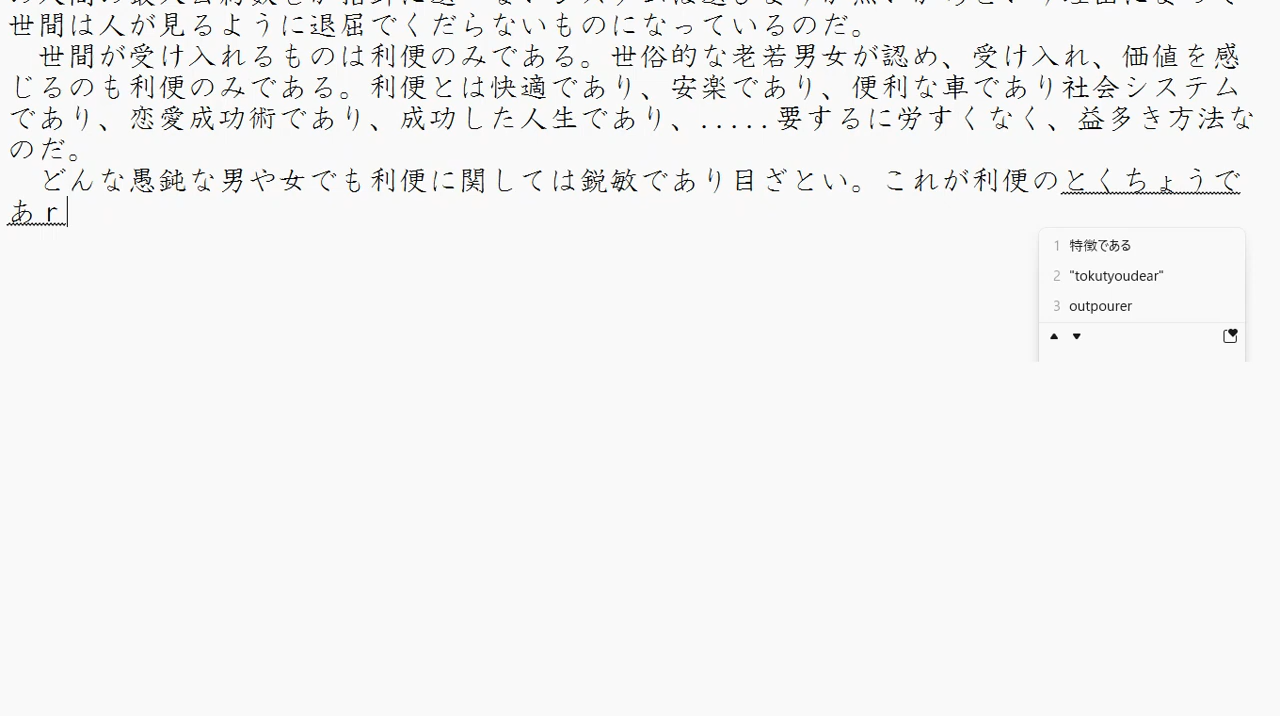 世間は人が見るように退屈でくだらないものになっているのだ。
　世間が受け入れるものは利便のみである。世俗的な老若男女が認め、受け入れ、価値を感
じるのも利便のみである。利便とは快適であり、安楽であり、便利な車であり社会システム
であり、恋愛成功術であり、成功した人生であり、.....要するに労すくなく、益多き方法な
のだ。
　どんな愚鈍な男や女でも利便に関しては鋭敏であり目ざとい。これが利便のとくちょうで
あｒ
1 特徴である
2 "tokutyoudear"
3 outpourer